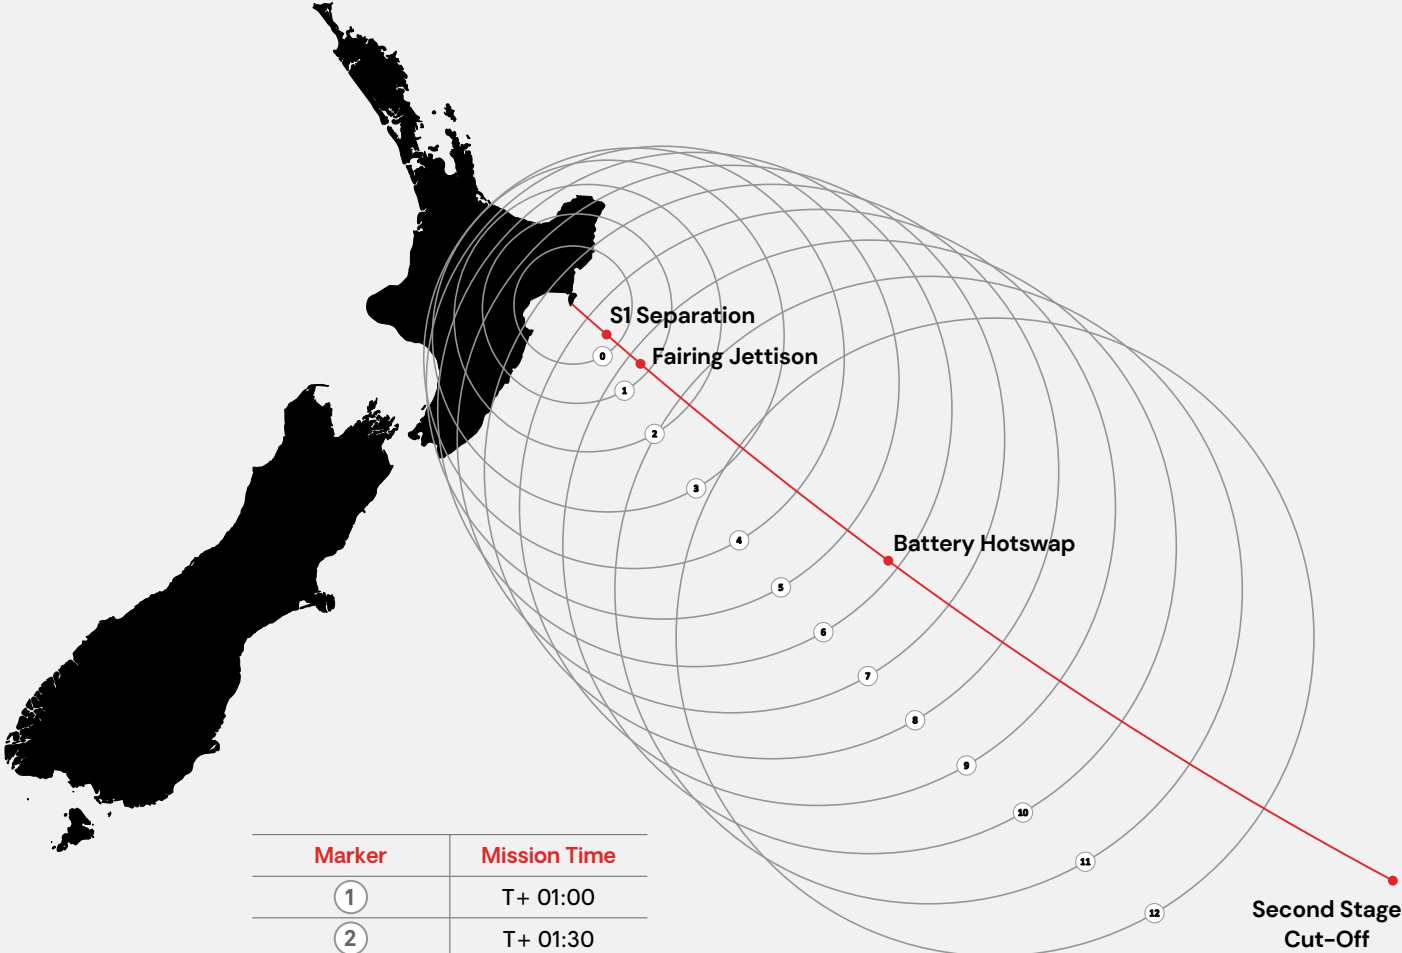 S1 Separation
0
Fairing Jettison
1
2
3
4
Battery Hotswap
5
6
7
8
9
10
11
12
Second Stage
Cut-Off
Marker Mission Time
1 T+ 01:00
2 T+ 01:30